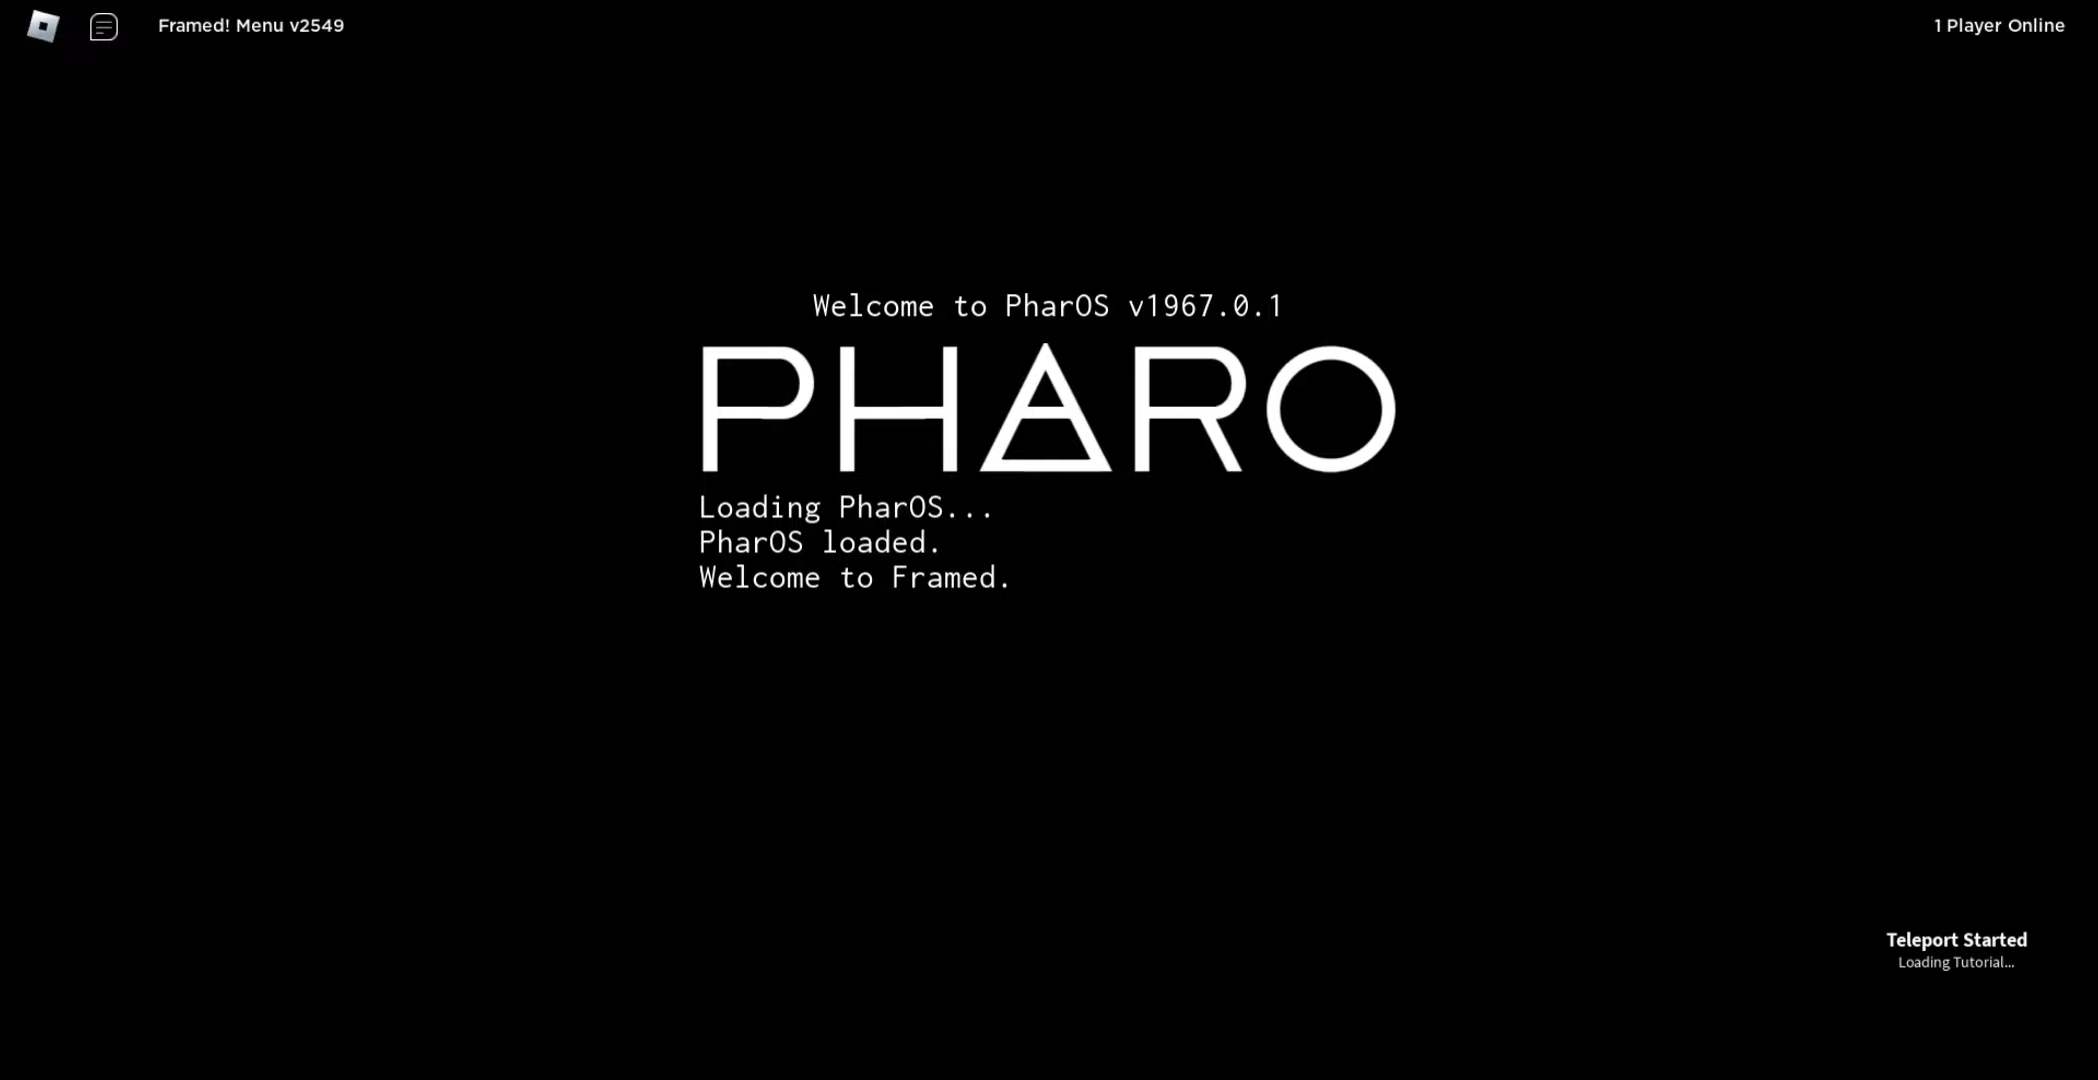 Framed! Menu v2549
1 Player Online
Welcome to PharOS v1967.0.1
PHARO
Loading PharOS...
PharOS loaded.
Welcome to Framed.
Teleport Started
Loading Tutorial...